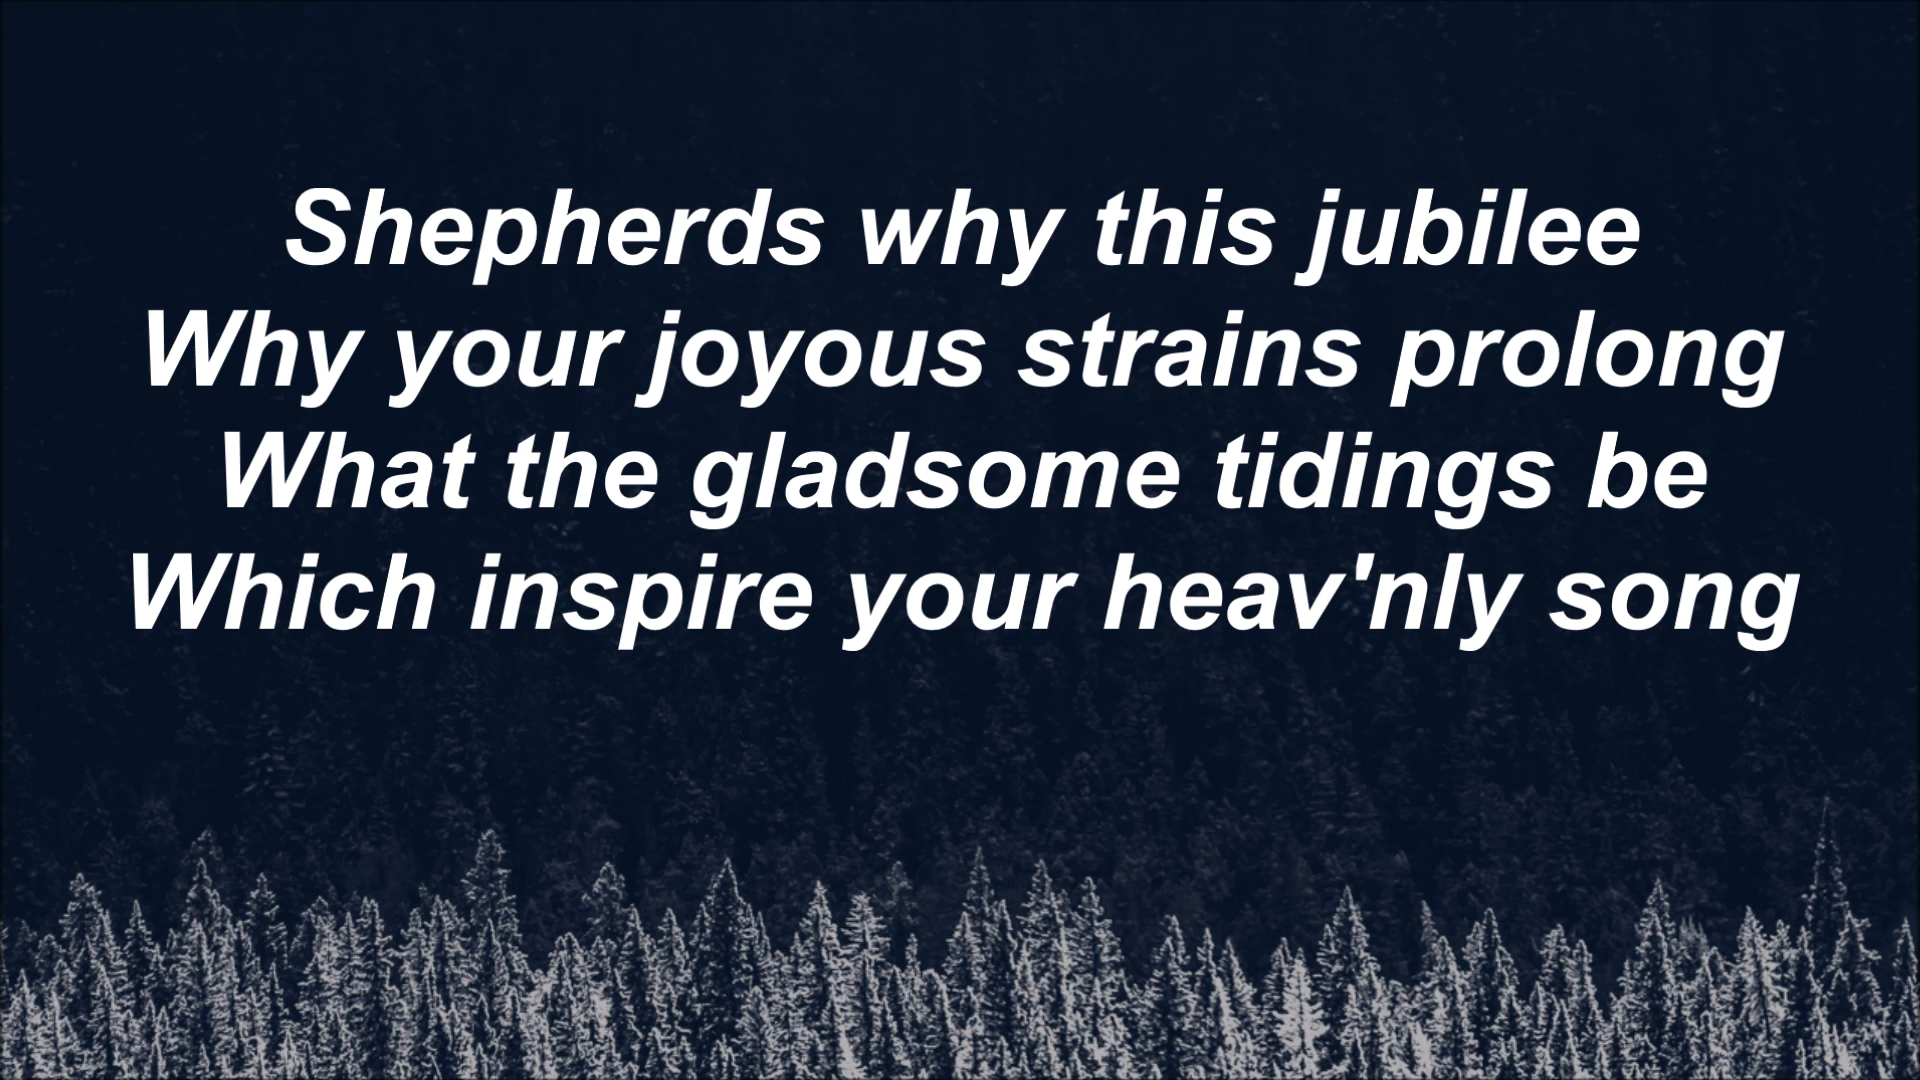 Shepherds why this jubilee
Why your joyous strains prolong
What the gladsome tidings be
Which inspire your heav'nly song